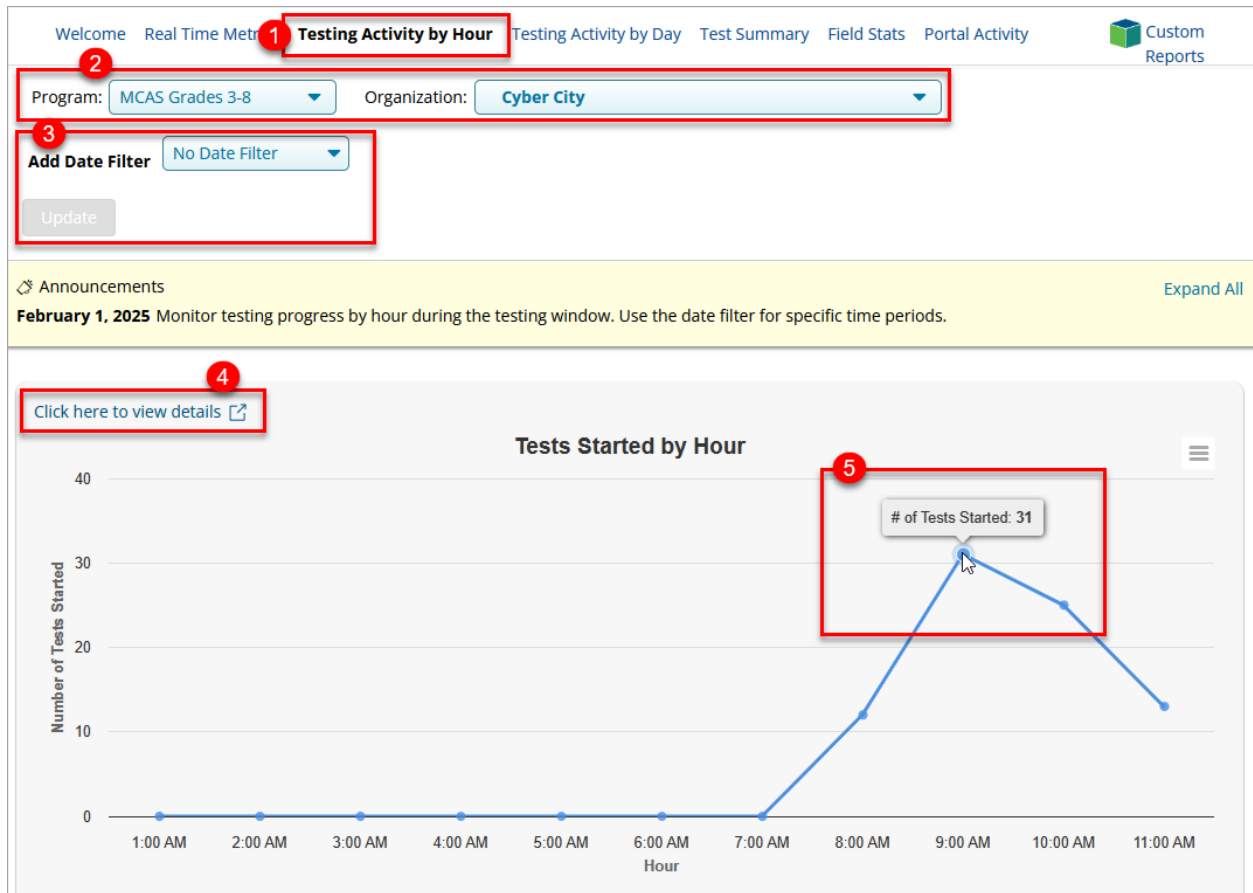 Welcome Real Time Metr 1 Testing Activity by Hour Testing Activity by Day Test Summary Field Stats Portal Activity Custom
Reports
2
Program: MCAS Grades 3-8 Organization: Cyber City
3
Add Date Filter No Date Filter
Update
Announcements Expand All
February 1, 2025 Monitor testing progress by hour during the testing window. Use the date filter for specific time periods.
4
Click here to view details
Tests Started by Hour
5
# of Tests Started: 31
Number of Tests Started
40
30
20
10
0
1:00 AM 2:00 AM 3:00 AM 4:00 AM 5:00 AM 6:00 AM 7:00 AM 8:00 AM 9:00 AM 10:00 AM 11:00 AM
Hour